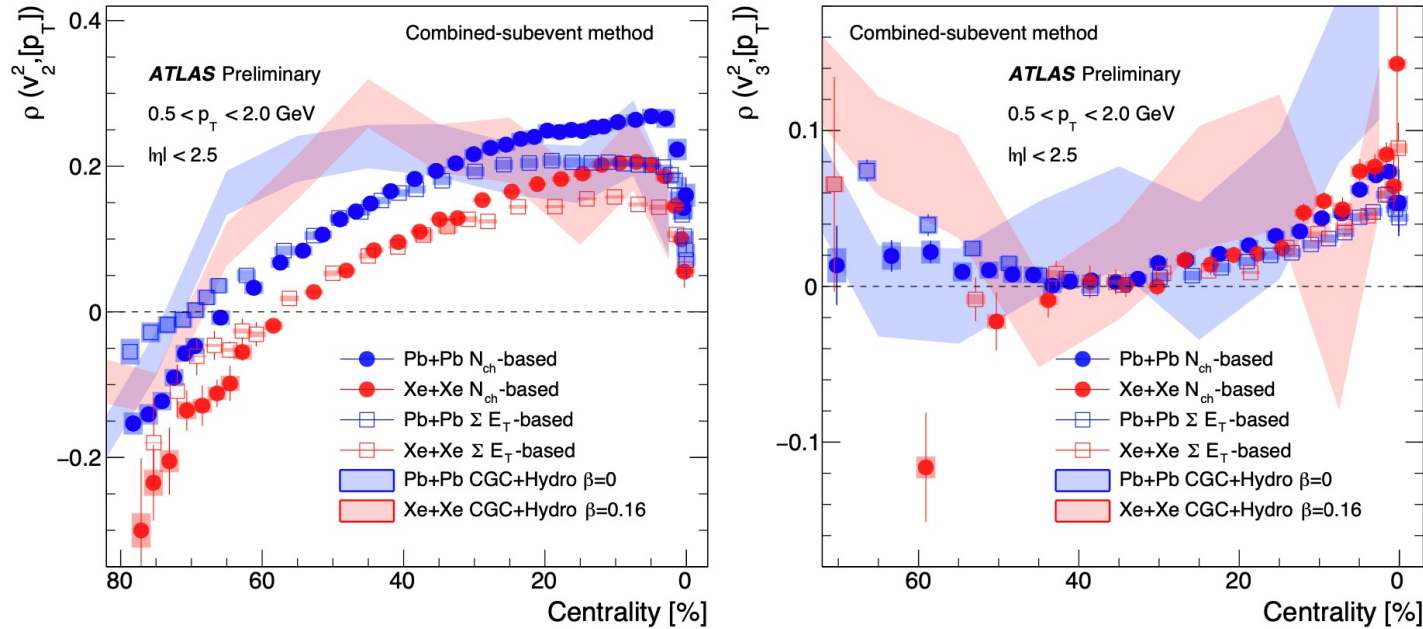 ρ (v₂²,[p_T])
0.4
0.2
0
−0.2
Combined-subevent method
ATLAS Preliminary
0.5 < p_T < 2.0 GeV
|η| < 2.5
Pb+Pb N_ch-based
Xe+Xe N_ch-based
Pb+Pb Σ E_T-based
Xe+Xe Σ E_T-based
Pb+Pb CGC+Hydro β=0
Xe+Xe CGC+Hydro β=0.16
80 60 40 20 0
Centrality [%]
ρ (v₃²,[p_T])
0.1
0
−0.1
Combined-subevent method
ATLAS Preliminary
0.5 < p_T < 2.0 GeV
|η| < 2.5
Pb+Pb N_ch-based
Xe+Xe N_ch-based
Pb+Pb Σ E_T-based
Xe+Xe Σ E_T-based
Pb+Pb CGC+Hydro β=0
Xe+Xe CGC+Hydro β=0.16
60 40 20 0
Centrality [%]